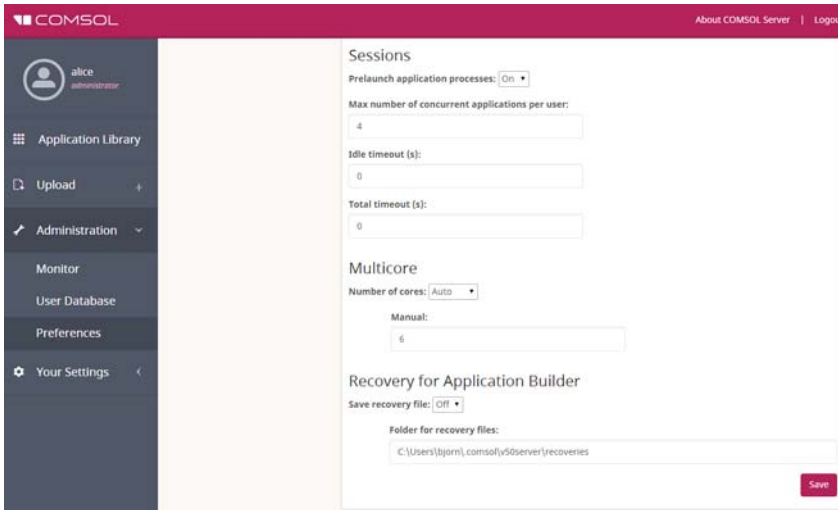 COMSOL
About COMSOL Server | Logou
alice
administrator
Application Library
Upload +
Administration
Monitor
User Database
Preferences
Your Settings
Sessions
Prelaunch application processes: On
Max number of concurrent applications per user:
4
Idle timeout (s):
0
Total timeout (s):
0
Multicore
Number of cores: Auto
Manual:
6
Recovery for Application Builder
Save recovery file: Off
Folder for recovery files:
C:\Users\bjorn\.comsol\v50server\recoveries
Save